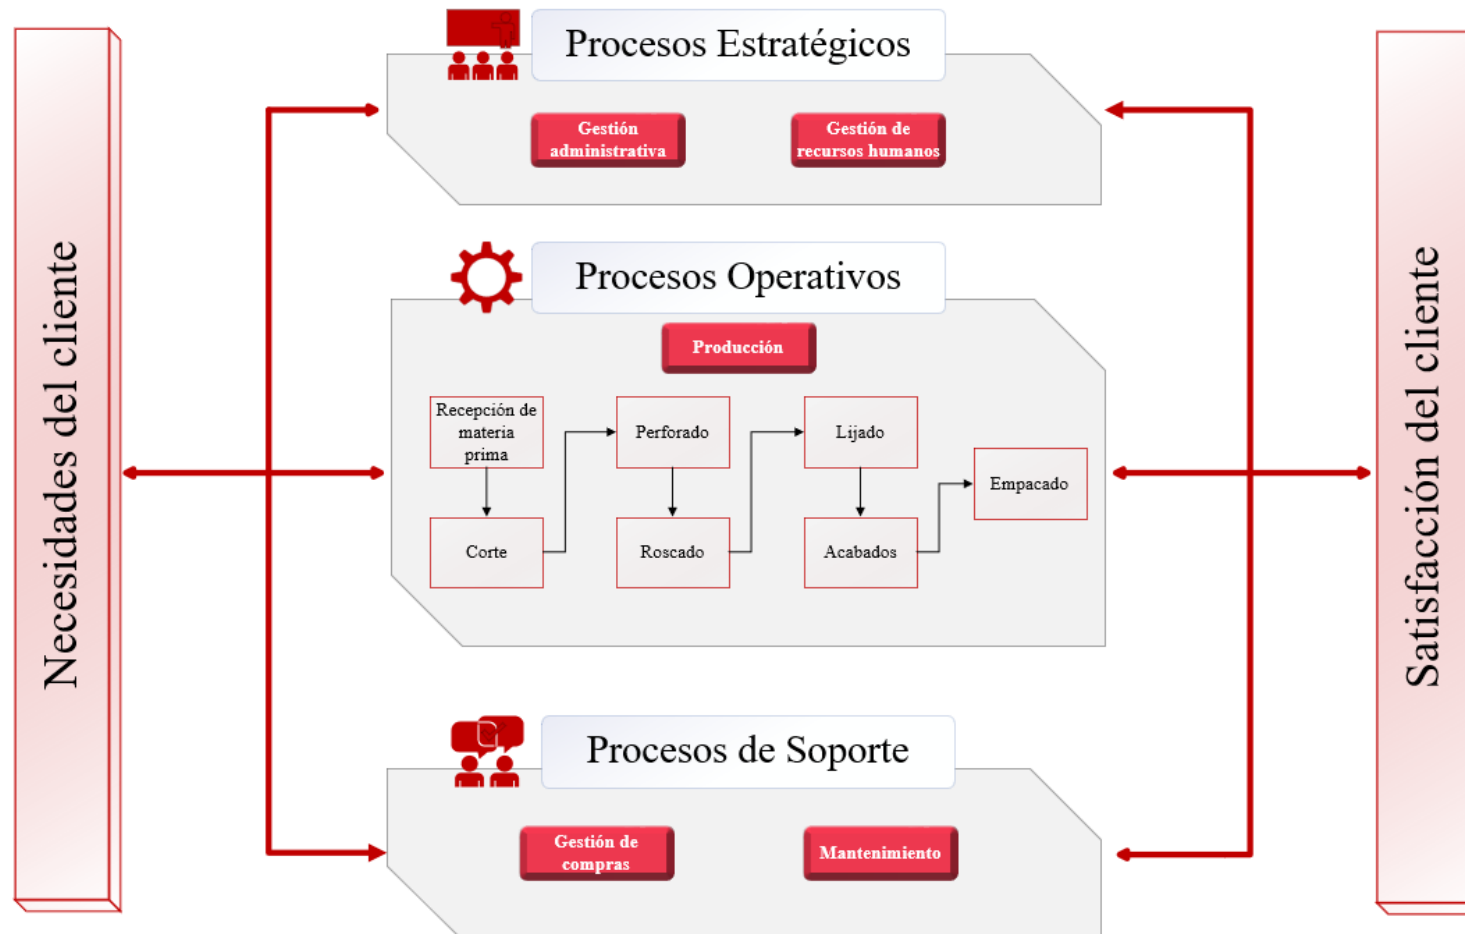 Necesidades del cliente
Procesos Estratégicos
Gestión
administrativa
Gestión de
recursos humanos
Procesos Operativos
Producción
Recepción de
materia
prima
Corte
Perforado
Roscado
Lijado
Acabados
Empacado
Procesos de Soporte
Gestión de
compras
Mantenimiento
Satisfacción del cliente